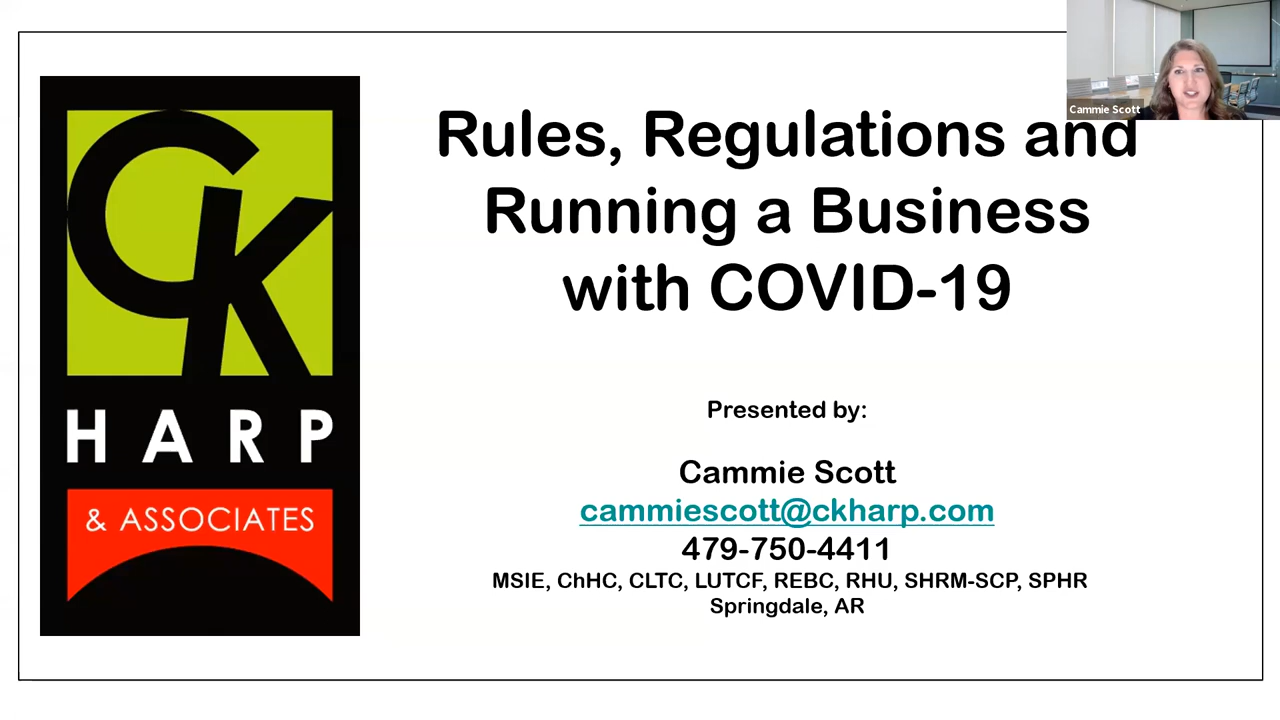 Cammie Scott
CK
HARP
& ASSOCIATES
Rules, Regulations and
Running a Business
with COVID-19
Presented by:
Cammie Scott
cammiescott@ckharp.com
479-750-4411
MSIE, ChHC, CLTC, LUTCF, REBC, RHU, SHRM-SCP, SPHR
Springdale, AR